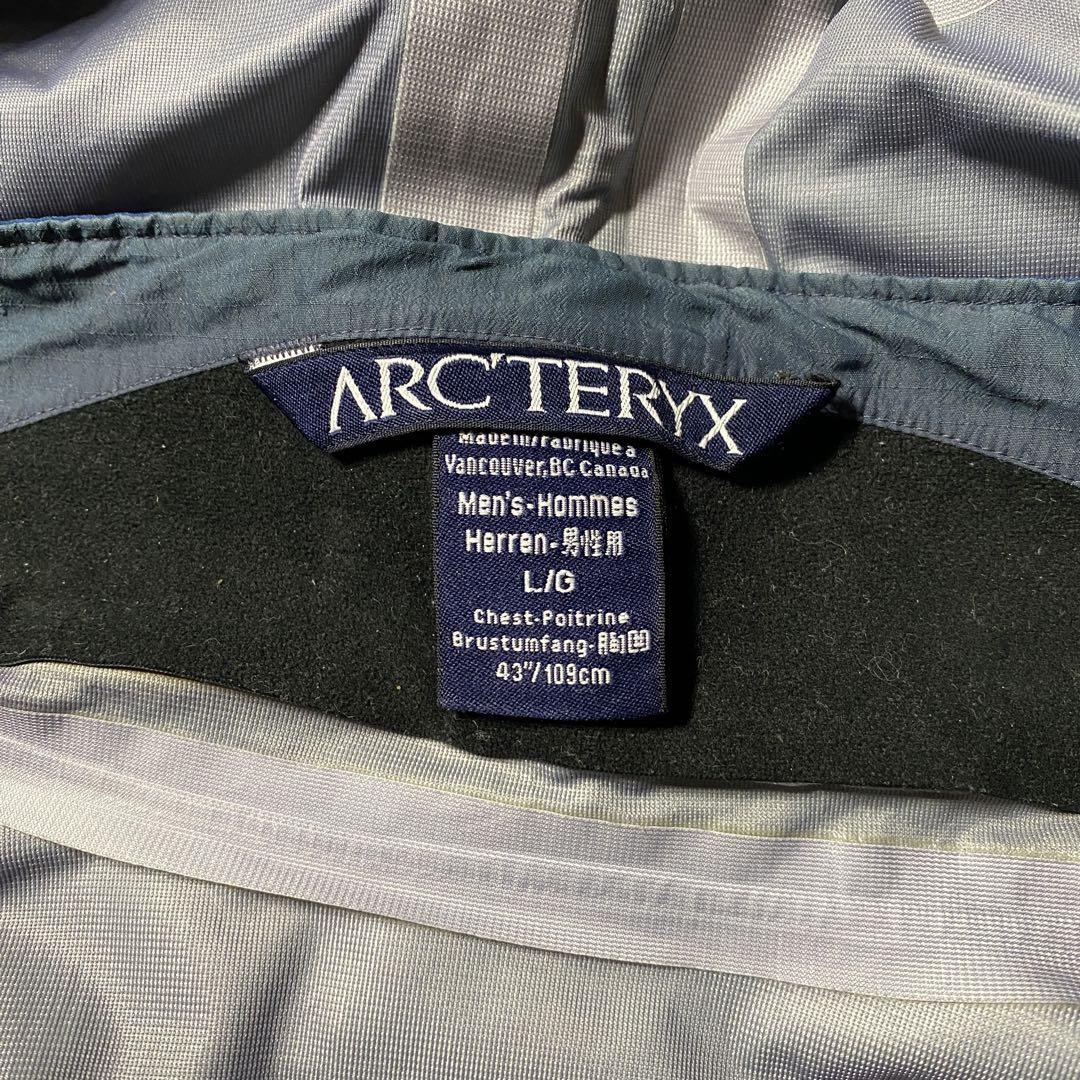 ARC'TERYX
Made in/Fabriqué à
Vancouver, BC Canada
Men's-Hommes
Herren-男性用
L/G
Chest-Poitrine
Brustumfang-胸囲
43"/109cm